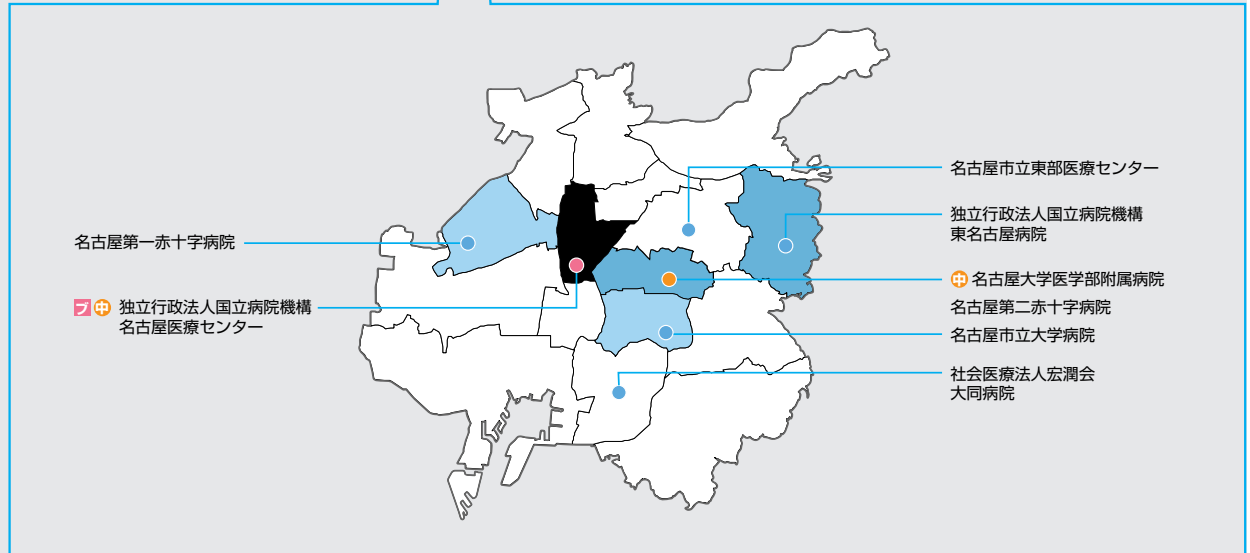 名古屋第一赤十字病院
ブ 中 独立行政法人国立病院機構
名古屋医療センター
名古屋市立東部医療センター
独立行政法人国立病院機構
東名古屋病院
中 名古屋大学医学部附属病院
名古屋第二赤十字病院
名古屋市立大学病院
社会医療法人宏潤会
大同病院